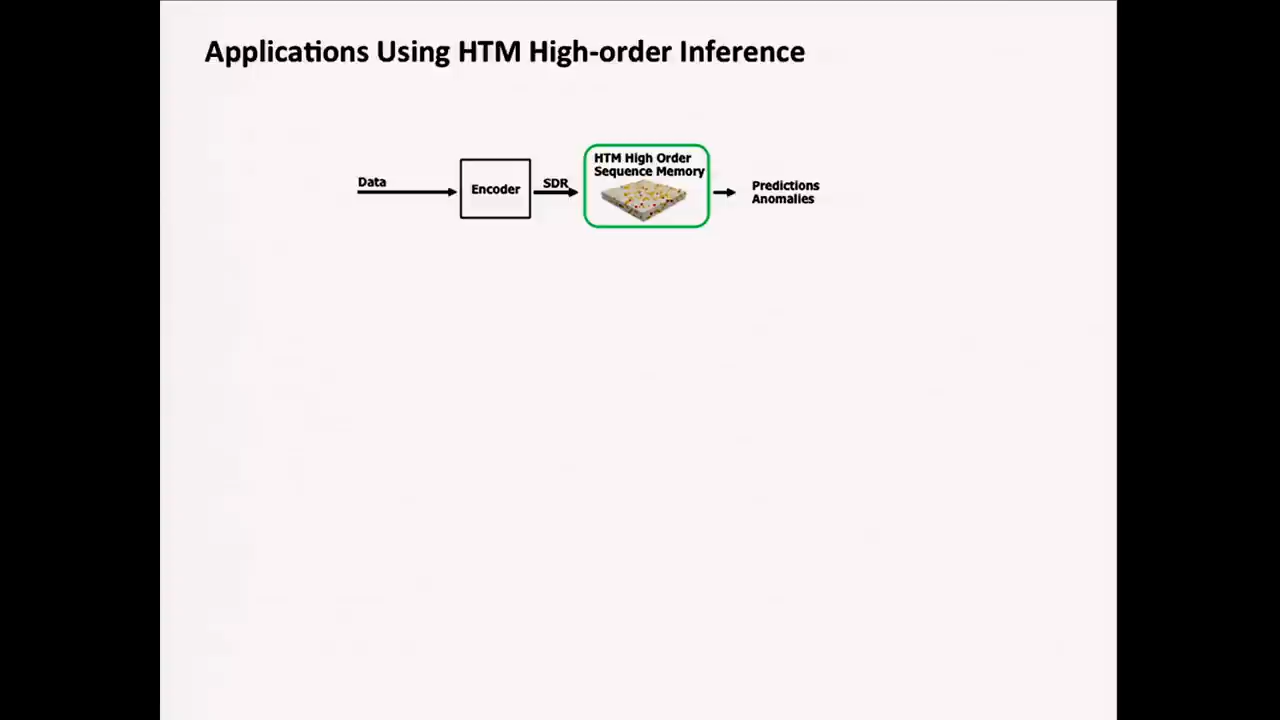 Applications Using HTM High-order Inference
Data
Encoder
SDR
HTM High Order
Sequence Memory
Predictions
Anomalies